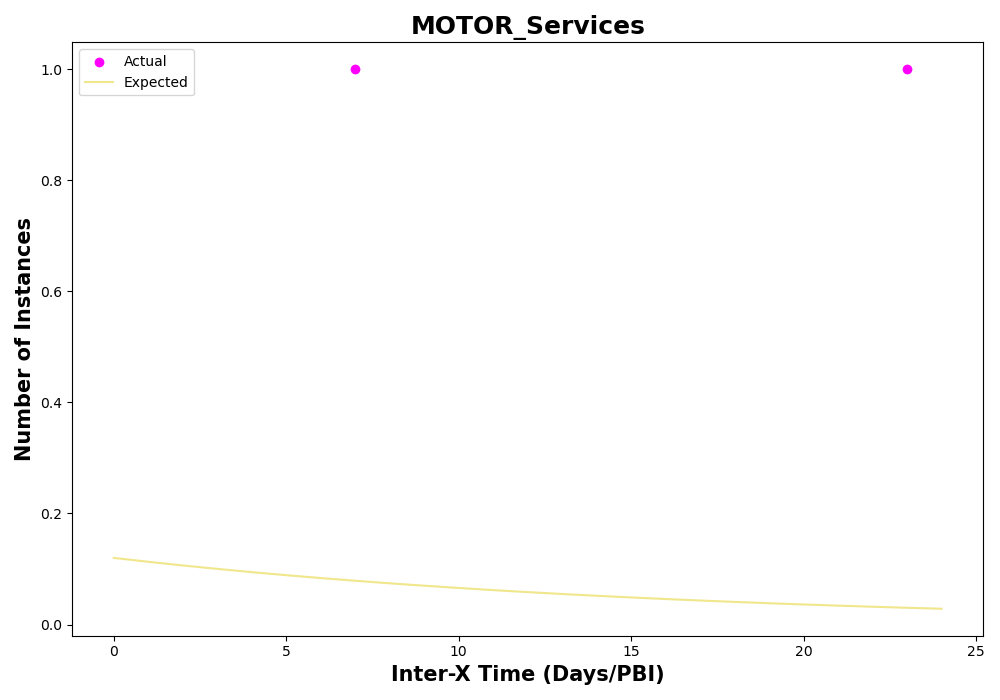 MOTOR_Services
Actual
Expected
Number of Instances
1.0
0.8
0.6
0.4
0.2
0.0
0 5 10 15 20 25
Inter-X Time (Days/PBI)